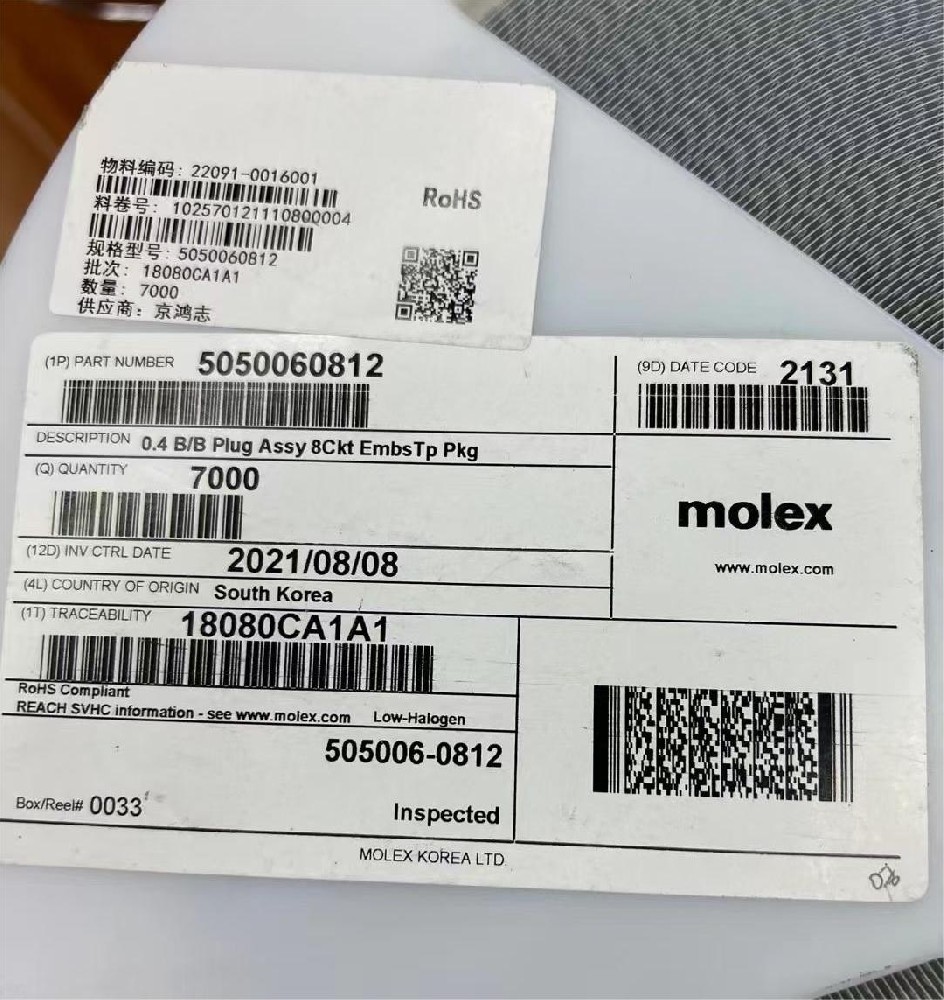 物料编码: 22091-0016001
RoHS
料卷号: 102570121110800004
规格型号: 5050060812
批次: 18080CA1A1
数量: 7000
供应商: 京鸿志
(1P) PART NUMBER 5050060812
(9D) DATE CODE 2131
DESCRIPTION 0.4 B/B Plug Assy 8Ckt EmbsTp Pkg
(Q) QUANTITY 7000
molex
www.molex.com
(12D) INV CTRL DATE 2021/08/08
(4L) COUNTRY OF ORIGIN South Korea
(1T) TRACEABILITY 18080CA1A1
RoHS Compliant
REACH SVHC information - see www.molex.com Low-Halogen
505006-0812
Box/Reel# 0033
Inspected
MOLEX KOREA LTD